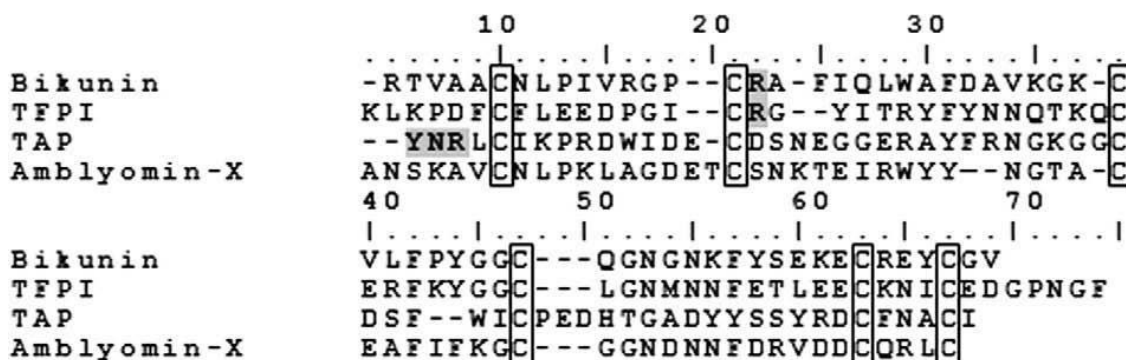 10 20 30
. . . . . . . . | . . . . | . . . . | . . . . | . . . . | . . . .
Bikunin -RTVAACNLPIVRGP--CRA-FIQLWAFDAVKGKC
TFPI KLKPDFCFLEEDPGI--CRG--YITRYFYNNQTKQC
TAP --YNRLCIKPRDWIDE-CDSNEGGERAYFRNGKGGC
Amblyomin-X ANSKAVCNLPKLAGDETCSNKTEIRWYY--NGTA-C
40 50 60 70
| . . . . | . . . . | . . . . | . . . . | . . . . | . . . . | . . . . |
Bikunin VLFPYGGC---QGNGNKFYSEKECREYCGV
TFPI ERFKYGGC---LGNMNNFETLEECKNICEDGPNGF
TAP DSF--WICPEDHTGADYYSSYRDCFNACI
Amblyomin-X EAFIFKGC---GGNDNNFDRVDDCQRLC